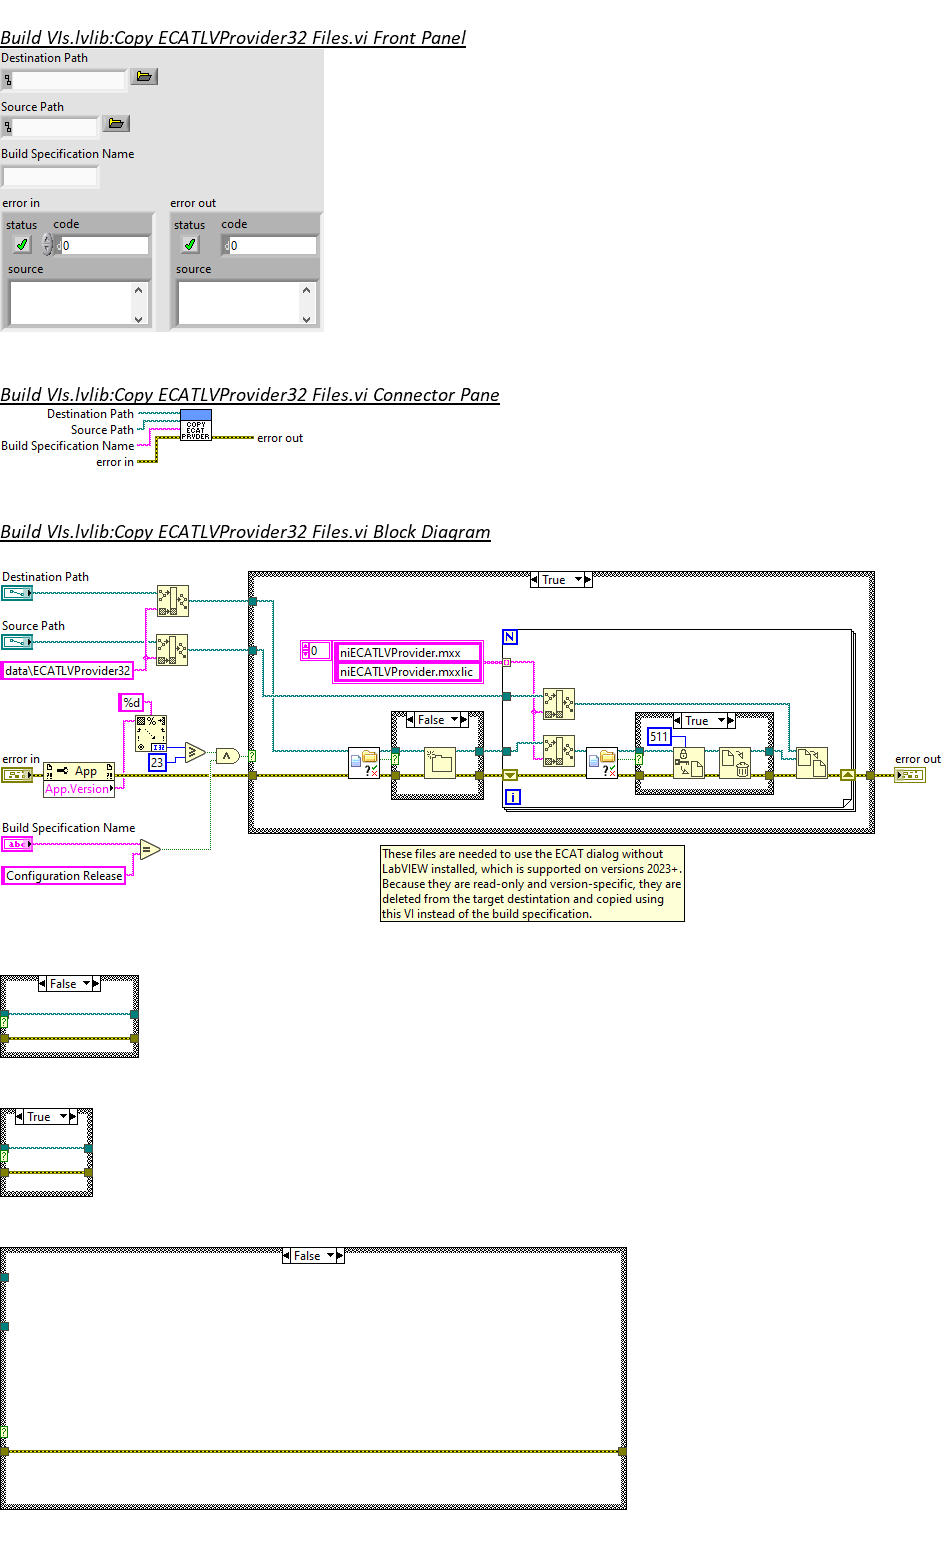 Build VIs.lvlib:Copy ECATLVProvider32 Files.vi Front Panel
Destination Path
Source Path
Build Specification Name
error in
error out
status code
0
source
status code
0
source
Build VIs.lvlib:Copy ECATLVProvider32 Files.vi Connector Pane
Destination Path
Source Path
Build Specification Name
error in
COPY
ECAT
PRVDER
error out
Build VIs.lvlib:Copy ECATLVProvider32 Files.vi Block Diagram
Destination Path
Source Path
data\ECATLVProvider32
%d
23
error in
App
App.Version
Build Specification Name
abc
Configuration Release
True
0
niECATLVProvider.mxx
niECATLVProvider.mxxlic
False
N
i
True
511
error out
These files are needed to use the ECAT dialog without
LabVIEW installed, which is supported on versions 2023+.
Because they are read-only and version-specific, they are
deleted from the target destintation and copied using
this VI instead of the build specification.
False
True
False